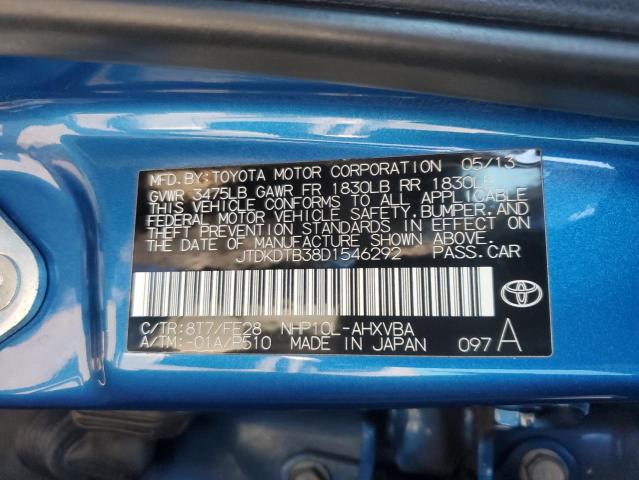 MFD.BY:TOYOTA MOTOR CORPORATION 05/13
GVWR 3475LB GAWR FR 1830LB RR 1830LB
THIS VEHICLE CONFORMS TO ALL APPLICABLE
FEDERAL MOTOR VEHICLE SAFETY,BUMPER,AND
THEFT PREVENTION STANDARDS IN EFFECT ON
THE DATE OF MANUFACTURE SHOWN ABOVE.
JTDKDTB38D1546292 PASS.CAR
C/TR:8T7/FE28 NHP10L-AHXVBA
A/TM:-01A/P510 MADE IN JAPAN 097 A